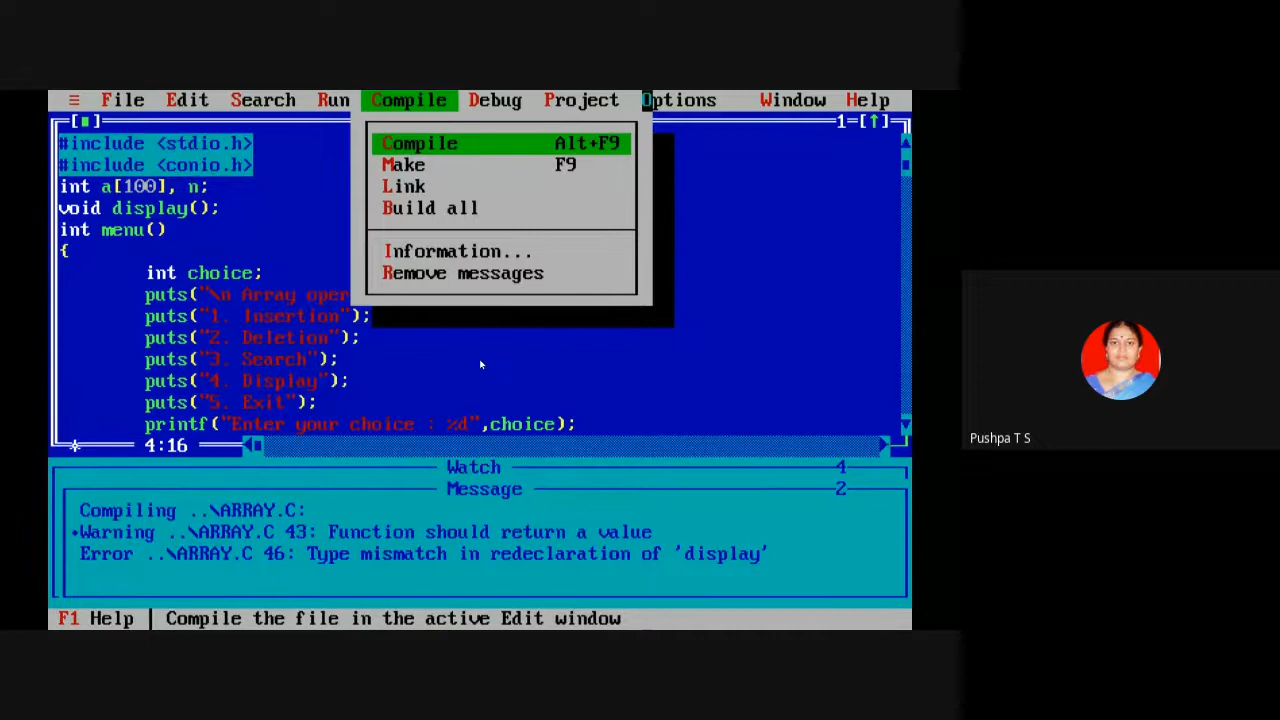 ≡ File Edit Search Run Compile Debug Project Options Window Help
[■] 1=[↑]
#include <stdio.h>
#include <conio.h>
int a[100], n;
void display();
int menu()
{
int choice;
puts("\n Array oper
puts("1. Insertion");
puts("2. Deletion");
puts("3. Search");
puts("4. Display");
puts("5. Exit");
printf("Enter your choice : %d",choice);
4:16
Compile Alt+F9
Make F9
Link
Build all
Information...
Remove messages
Watch 4
Message 2
Compiling ..\ARRAY.C:
•Warning ..\ARRAY.C 43: Function should return a value
Error ..\ARRAY.C 46: Type mismatch in redeclaration of 'display'
F1 Help | Compile the file in the active Edit window
Pushpa T S